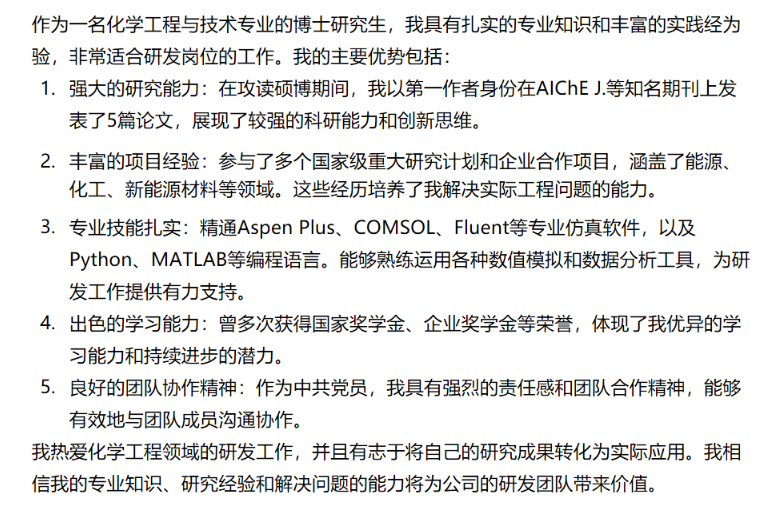 作为一名化学工程与技术专业的博士研究生，我具有扎实的专业知识和丰富的实践经为
验，非常适合研发岗位的工作。我的主要优势包括：
1. 强大的研究能力：在攻读硕博期间，我以第一作者身份在AIChE J.等知名期刊上发
表了5篇论文，展现了较强的科研能力和创新思维。
2. 丰富的项目经验：参与了多个国家级重大研究计划和企业合作项目，涵盖了能源、
化工、新能源材料等领域。这些经历培养了我解决实际工程问题的能力。
3. 专业技能扎实：精通Aspen Plus、COMSOL、Fluent等专业仿真软件，以及
Python、MATLAB等编程语言。能够熟练运用各种数值模拟和数据分析工具，为研
发工作提供有力支持。
4. 出色的学习能力：曾多次获得国家奖学金、企业奖学金等荣誉，体现了我优异的学
习能力和持续进步的潜力。
5. 良好的团队协作精神：作为中共党员，我具有强烈的责任感和团队合作精神，能够
有效地与团队成员沟通协作。
我热爱化学工程领域的研发工作，并且有志于将自己的研究成果转化为实际应用。我相
信我的专业知识、研究经验和解决问题的能力将为公司的研发团队带来价值。